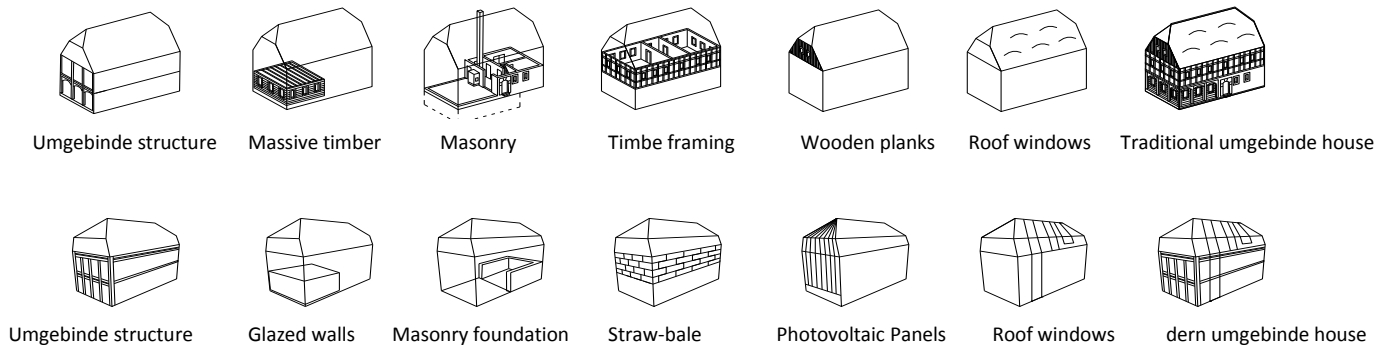 Umgebinde structure Massive timber Masonry Timbe framing Wooden planks Roof windows Traditional umgebinde house
Umgebinde structure Glazed walls Masonry foundation Straw-bale Photovoltaic Panels Roof windows dern umgebinde house